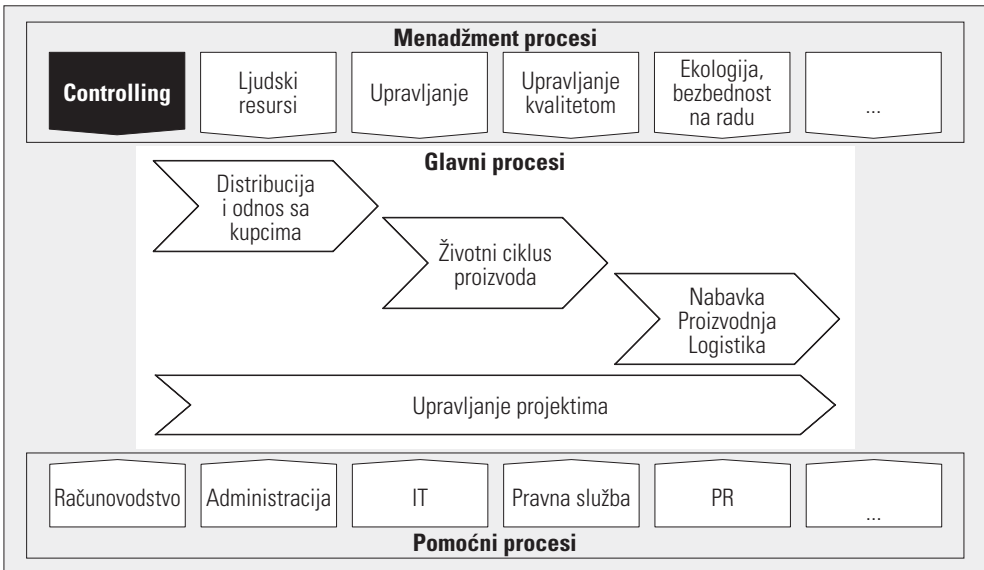 Menadžment procesi
Controlling
Ljudski
resursi
Upravljanje
Upravljanje
kvalitetom
Ekologija,
bezbednost
na radu
...
Glavni procesi
Distribucija
i odnos sa
kupcima
Životni ciklus
proizvoda
Nabavka
Proizvodnja
Logistika
Upravljanje projektima
Računovodstvo
Administracija
IT
Pravna služba
PR
...
Pomoćni procesi